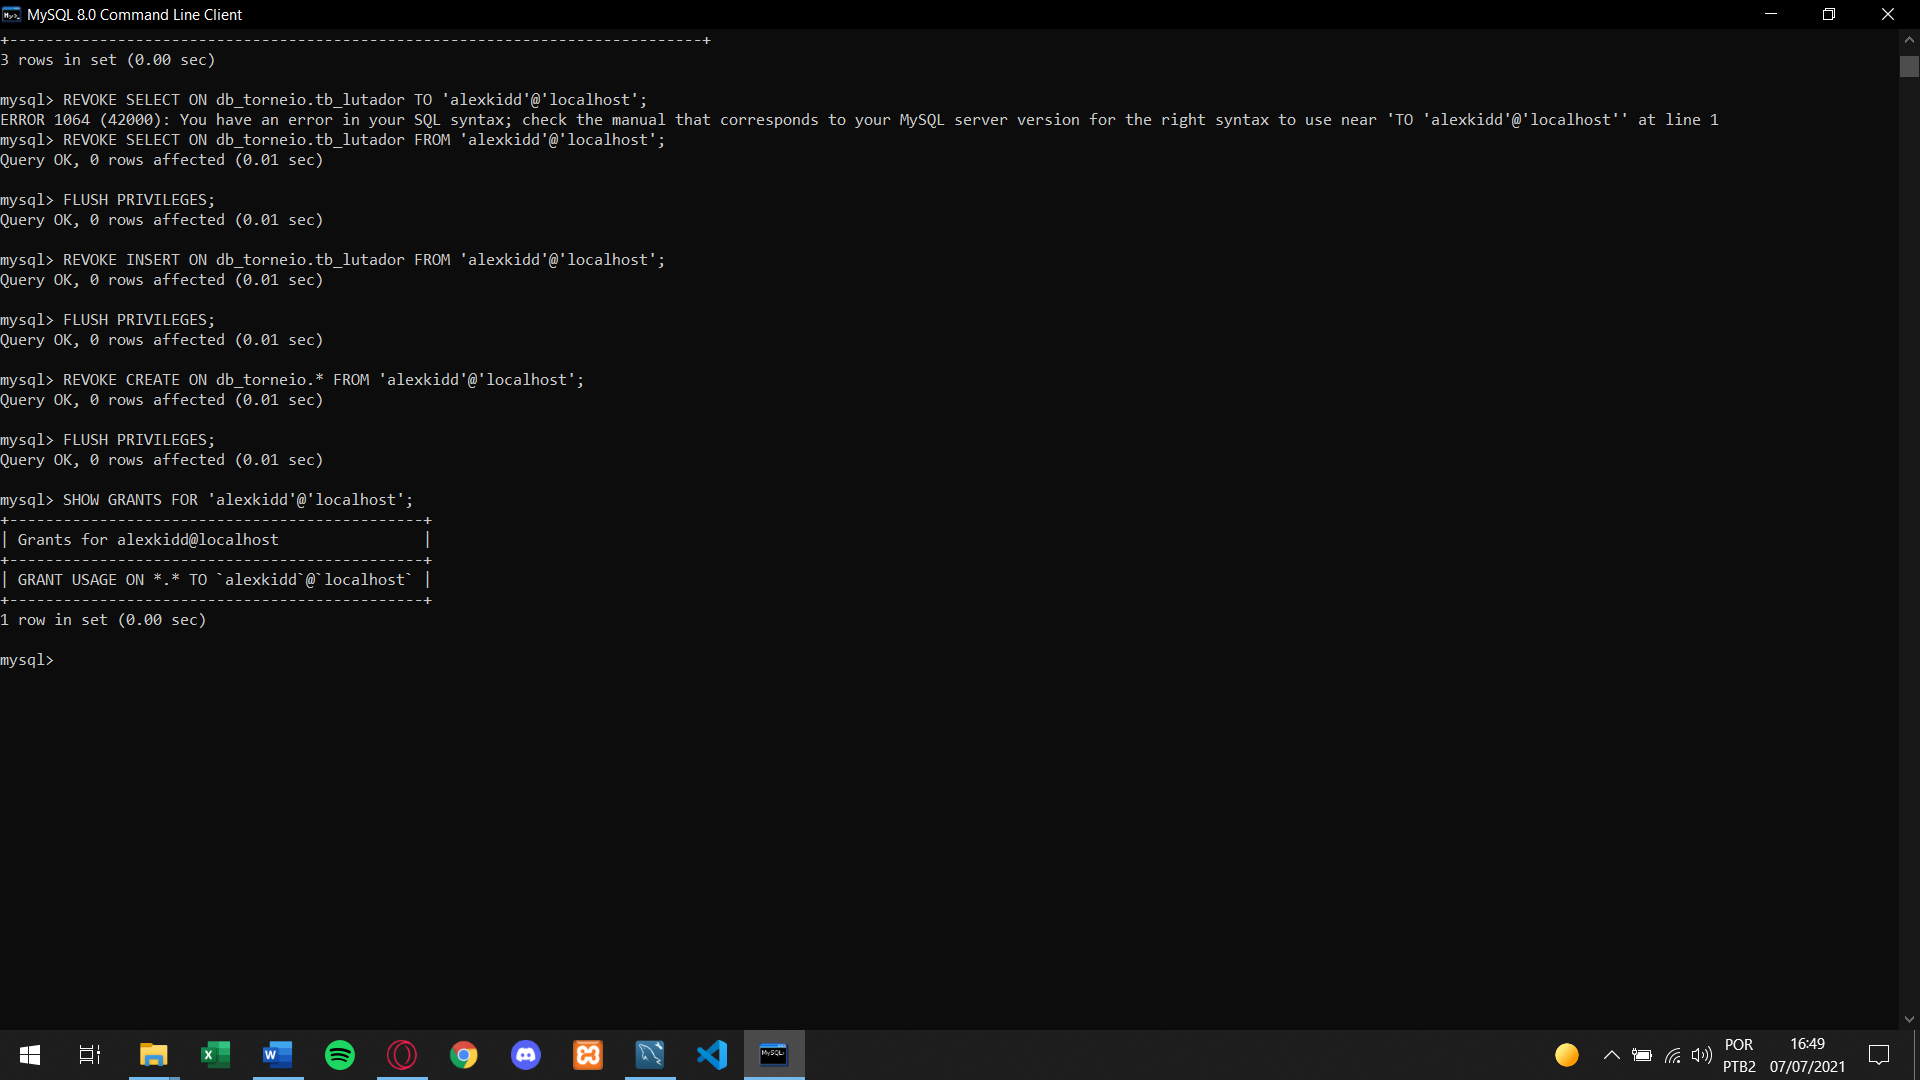 MySQL 8.0 Command Line Client
+-----------------------------------------------------------------------------+
3 rows in set (0.00 sec)
mysql> REVOKE SELECT ON db_torneio.tb_lutador TO 'alexkidd'@'localhost';
ERROR 1064 (42000): You have an error in your SQL syntax; check the manual that corresponds to your MySQL server version for the right syntax to use near 'TO 'alexkidd'@'localhost'' at line 1
mysql> REVOKE SELECT ON db_torneio.tb_lutador FROM 'alexkidd'@'localhost';
Query OK, 0 rows affected (0.01 sec)
mysql> FLUSH PRIVILEGES;
Query OK, 0 rows affected (0.01 sec)
mysql> REVOKE INSERT ON db_torneio.tb_lutador FROM 'alexkidd'@'localhost';
Query OK, 0 rows affected (0.01 sec)
mysql> FLUSH PRIVILEGES;
Query OK, 0 rows affected (0.01 sec)
mysql> REVOKE CREATE ON db_torneio.* FROM 'alexkidd'@'localhost';
Query OK, 0 rows affected (0.01 sec)
mysql> FLUSH PRIVILEGES;
Query OK, 0 rows affected (0.01 sec)
mysql> SHOW GRANTS FOR 'alexkidd'@'localhost';
+----------------------------------------------+
| Grants for alexkidd@localhost                |
+----------------------------------------------+
| GRANT USAGE ON *.* TO `alexkidd`@`localhost` |
+----------------------------------------------+
1 row in set (0.00 sec)
mysql>
POR
PTB2
16:49
07/07/2021